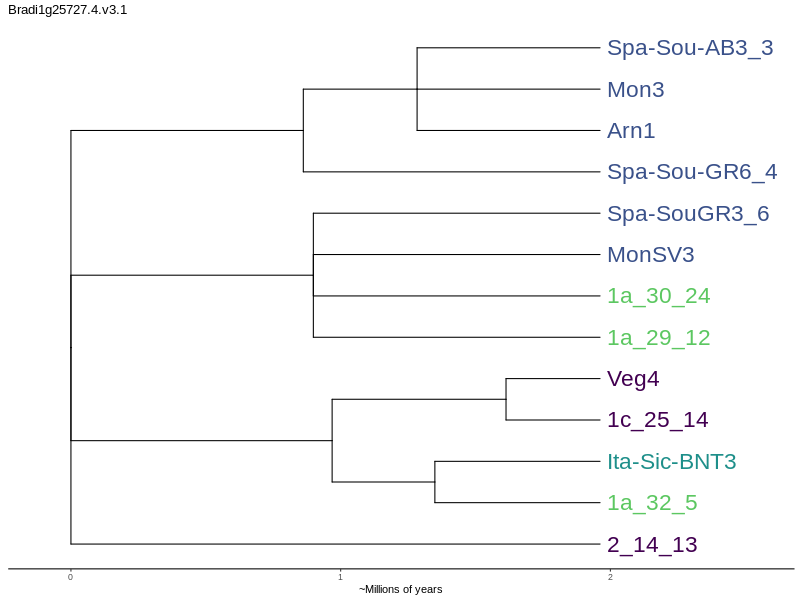 Bradi1g25727.4.v3.1
Spa-Sou-AB3_3
Mon3
Arn1
Spa-Sou-GR6_4
Spa-SouGR3_6
MonSV3
1a_30_24
1a_29_12
Veg4
1c_25_14
Ita-Sic-BNT3
1a_32_5
2_14_13
0 1 2
~Millions of years